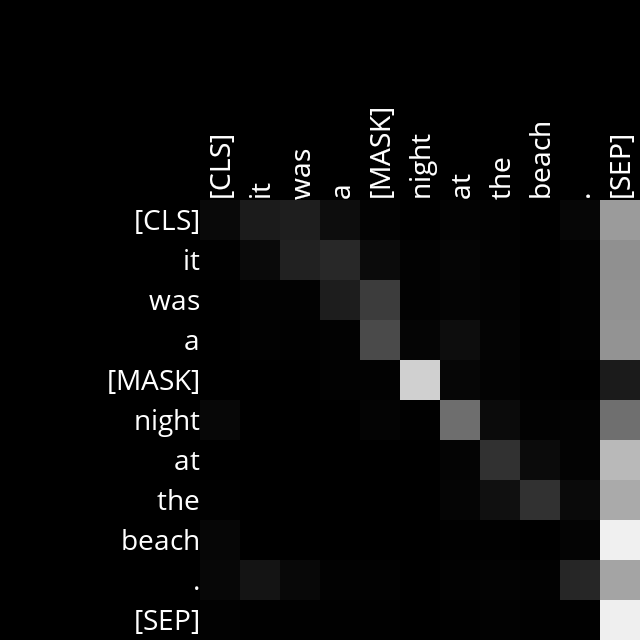 [CLS] it was a [MASK] night at the beach . [SEP]
[CLS]
it
was
a
[MASK]
night
at
the
beach
.
[SEP]